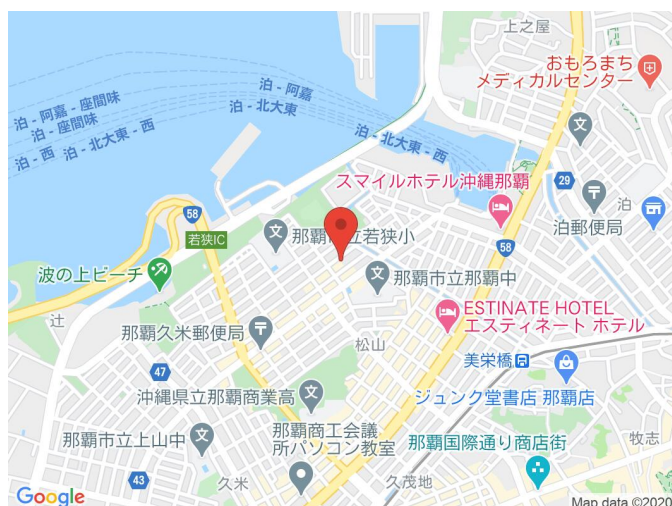 上之屋
おもろまち
メディカルセンター
泊 - 阿嘉 - 座間味
泊 - 座間味
泊 - 西
泊 - 北大東 - 西
泊 - 阿嘉
泊 - 北大東
泊 - 北大東 - 西
スマイルホテル沖縄那覇
29
泊
泊郵便局
58
58
若狭IC
那覇市立若狭小
波の上ビーチ
那覇市立那覇中
辻
ESTINATE HOTEL
エスティネート ホテル
那覇久米郵便局
松山
美栄橋
47
ジュンク堂書店 那覇店
沖縄県立那覇商業高
那覇市立上山中
那覇商工会議
所パソコン教室
那覇国際通り商店街
牧志
43
久米
久茂地
Google
Map data ©2020